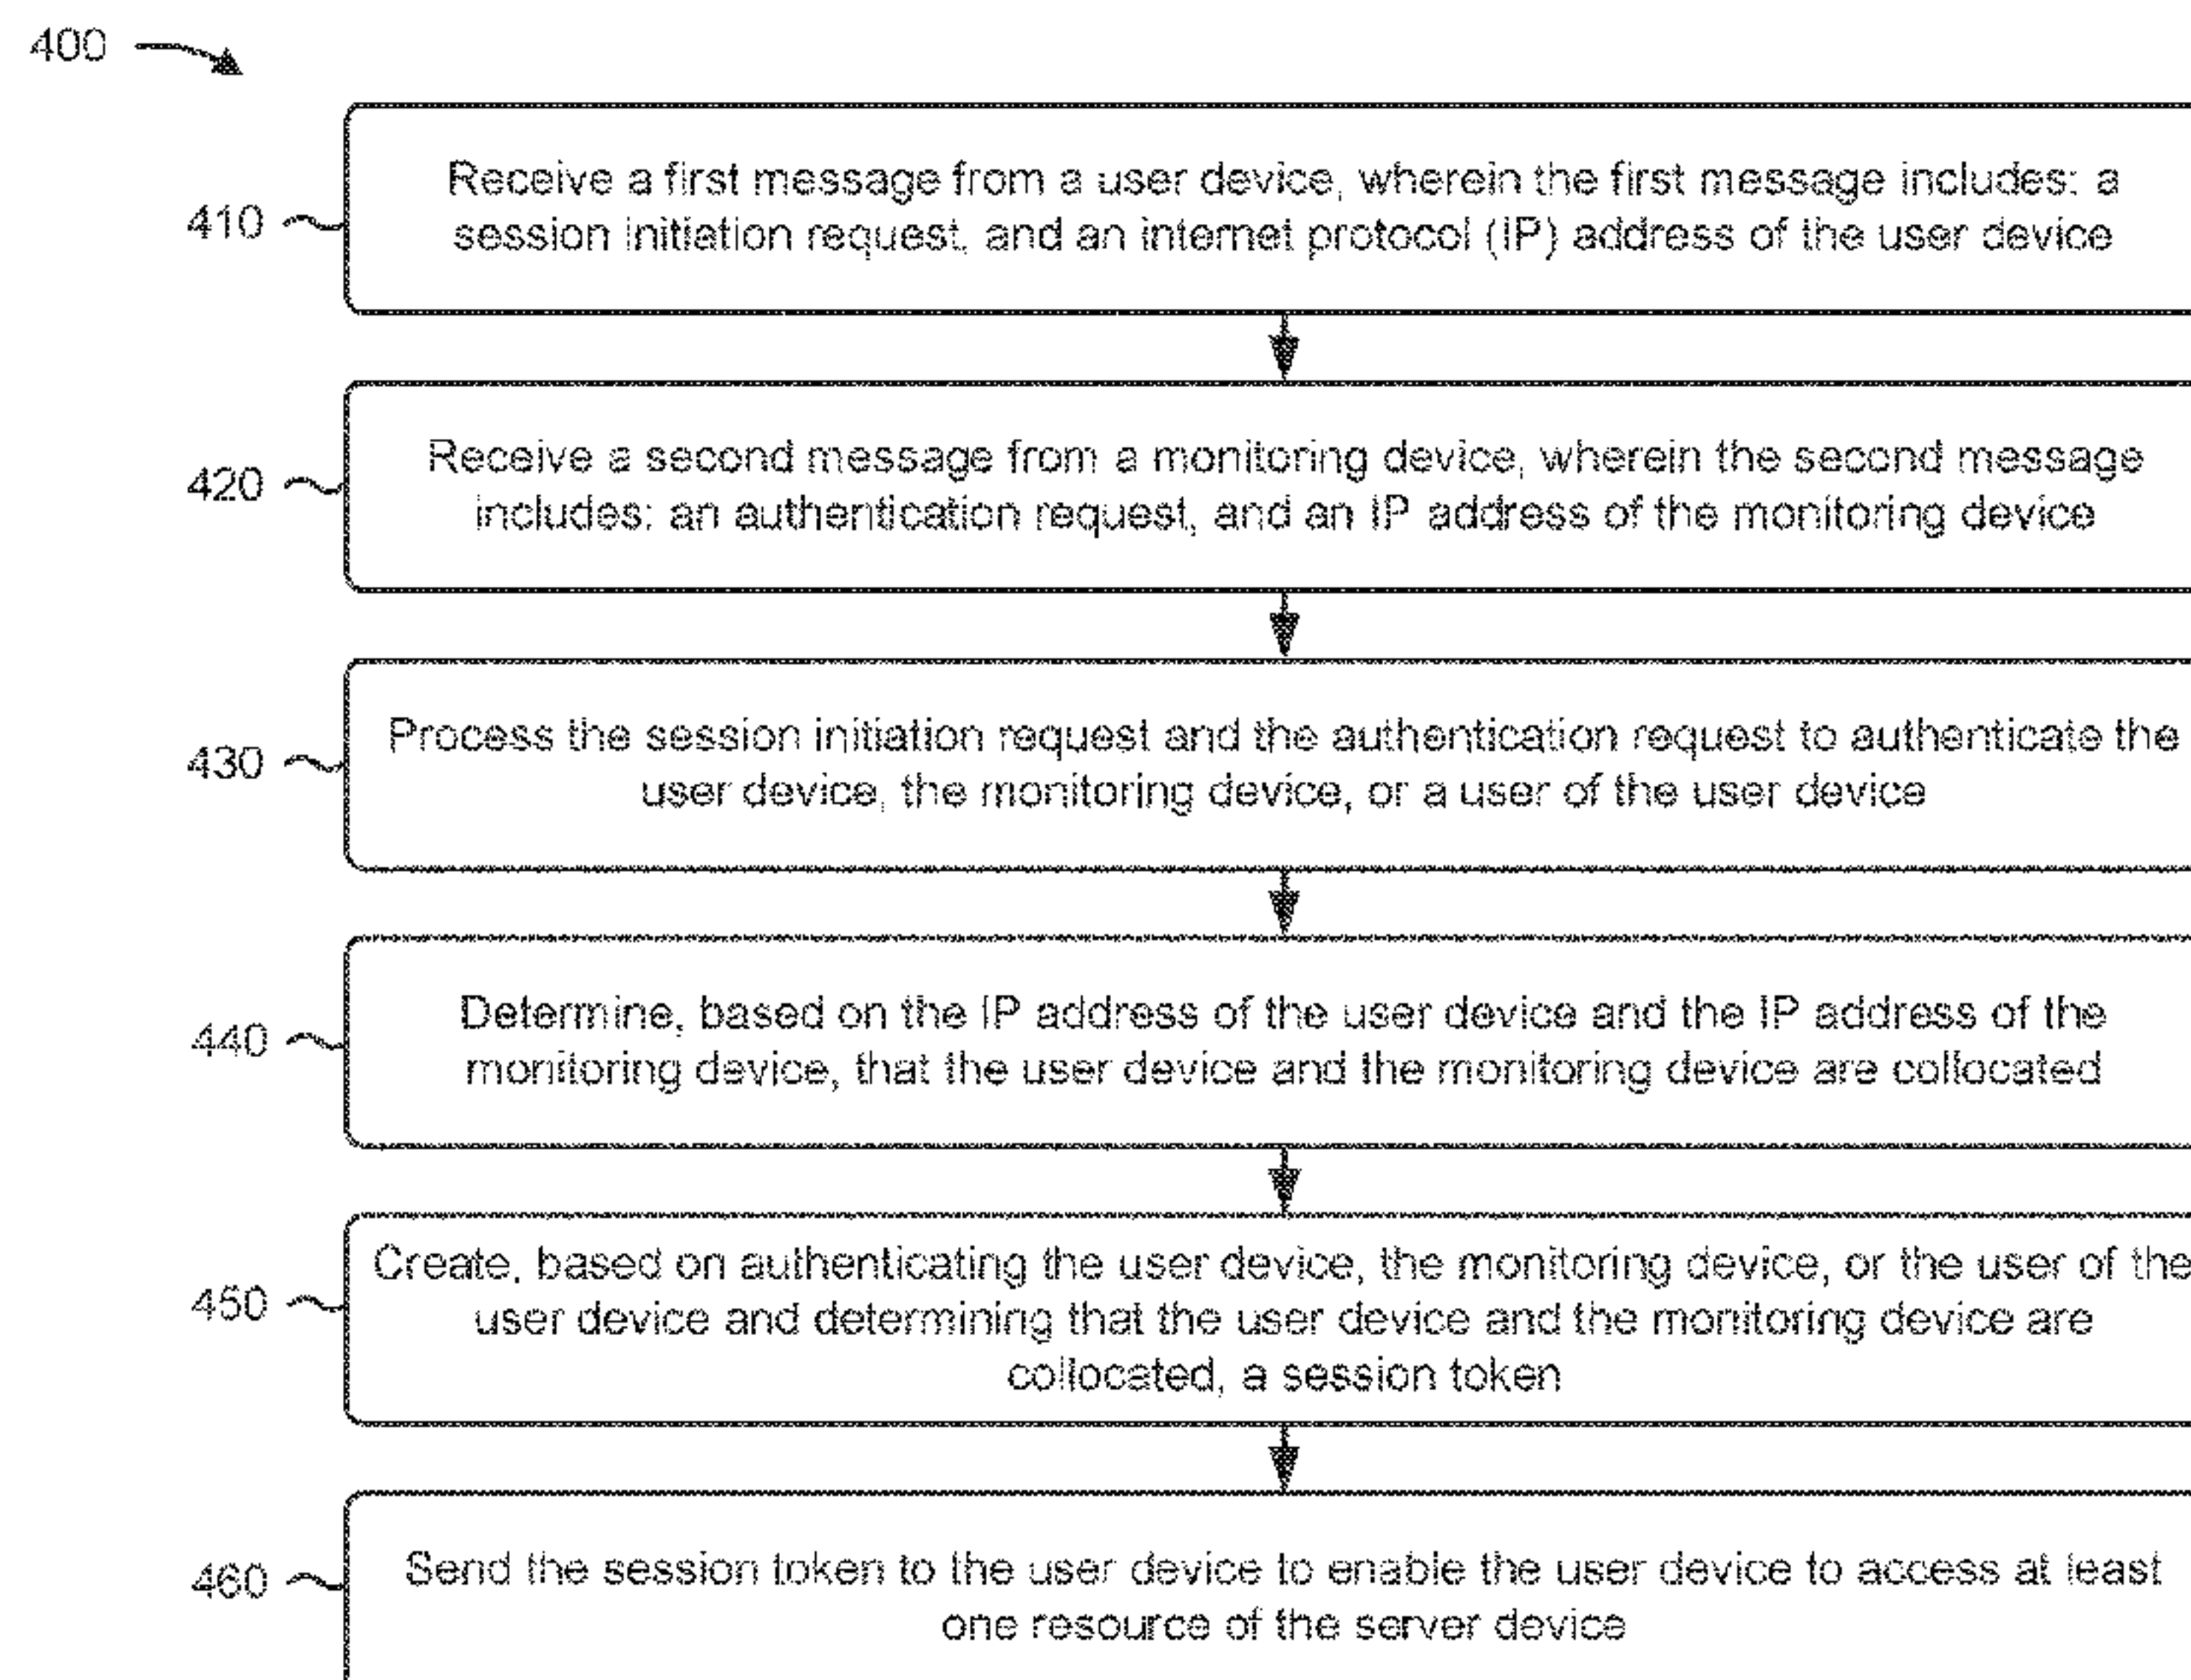 400
410
Receive a first message from a user device, wherein the first message includes: a
session initiation request, and an internet protocol (IP) address of the user device
420
Receive a second message from a monitoring device, wherein the second message
includes: an authentication request, and an IP address of the monitoring device
430
Process the session initiation request and the authentication request to authenticate the
user device, the monitoring device, or a user of the user device
440
Determine, based on the IP address of the user device and the IP address of the
monitoring device, that the user device and the monitoring device are collocated
450
Create, based on authenticating the user device, the monitoring device, or the user of the
user device and determining that the user device and the monitoring device are
collocated, a session token
460
Send the session token to the user device to enable the user device to access at least
one resource of the server device